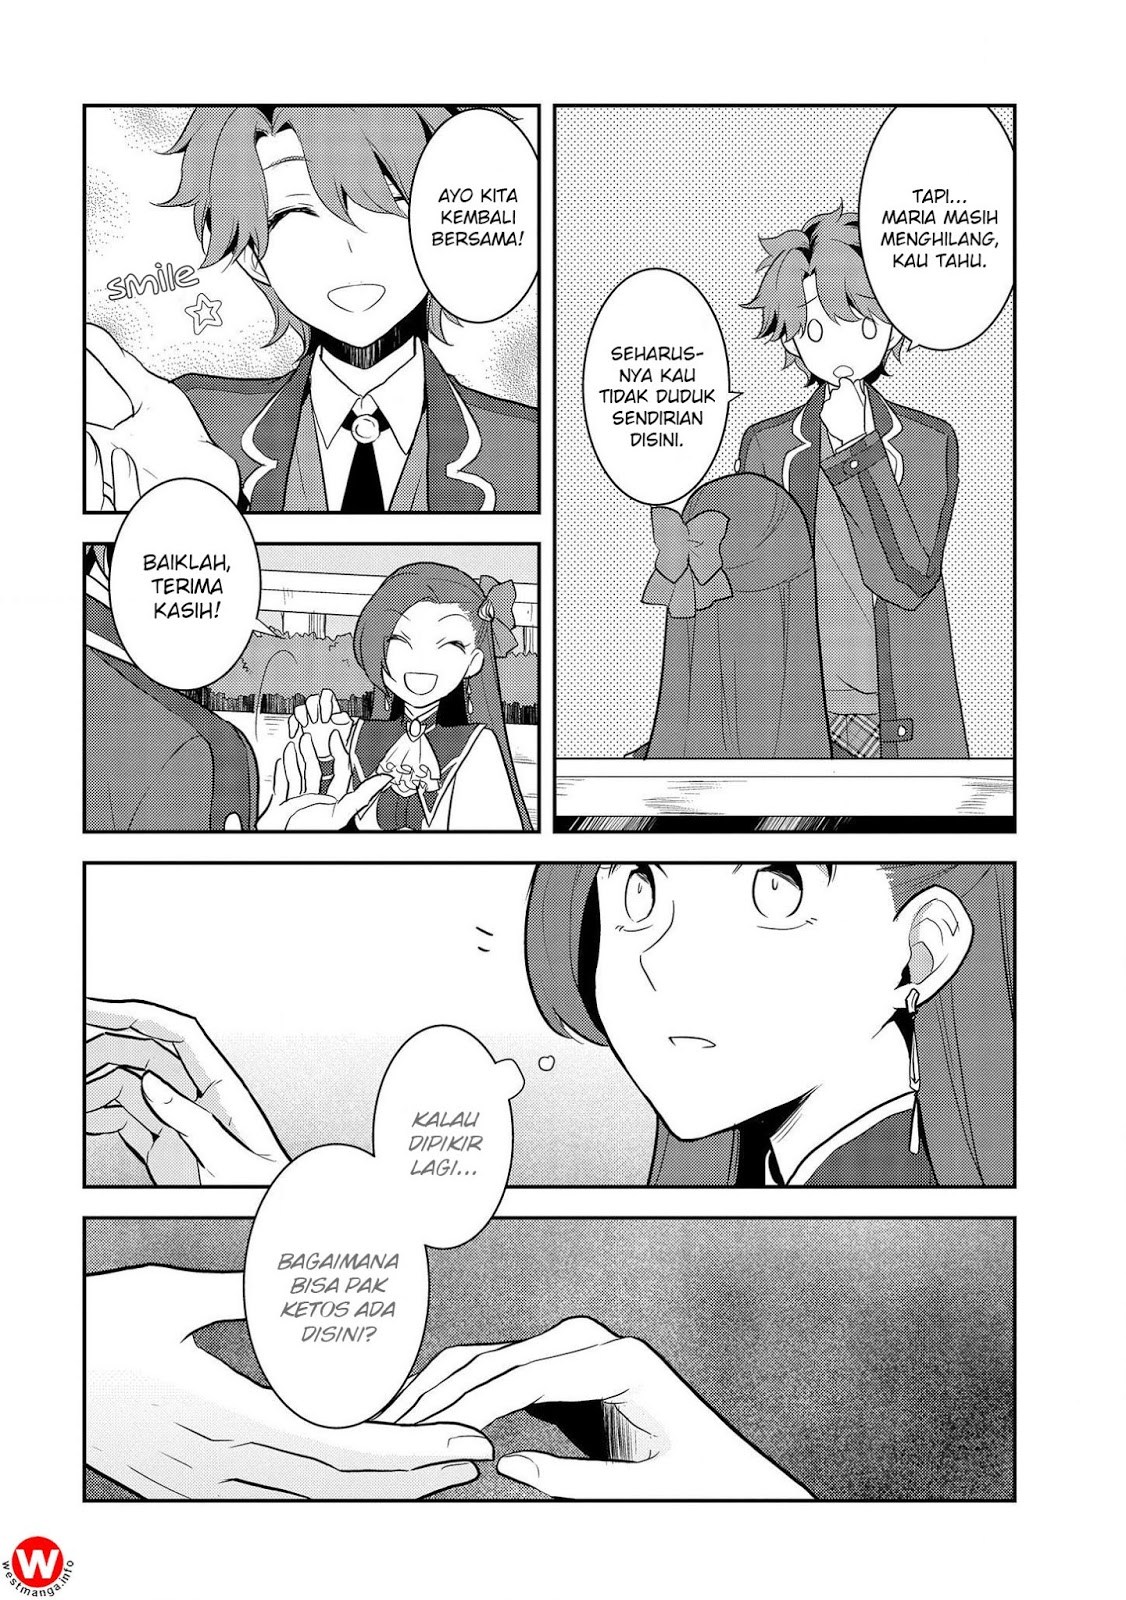 TAPI...
MARIA MASIH
MENGHILANG,
KAU TAHU.
SEHARUS-
NYA KAU
TIDAK DUDUK
SENDIRIAN
DISINI.
AYO KITA
KEMBALI
BERSAMA!
smile
BAIKLAH,
TERIMA
KASIH!
KALAU
DIPIKIR
LAGI...
BAGAIMANA
BISA PAK
KETOS ADA
DISINI?
W
westmanga.info